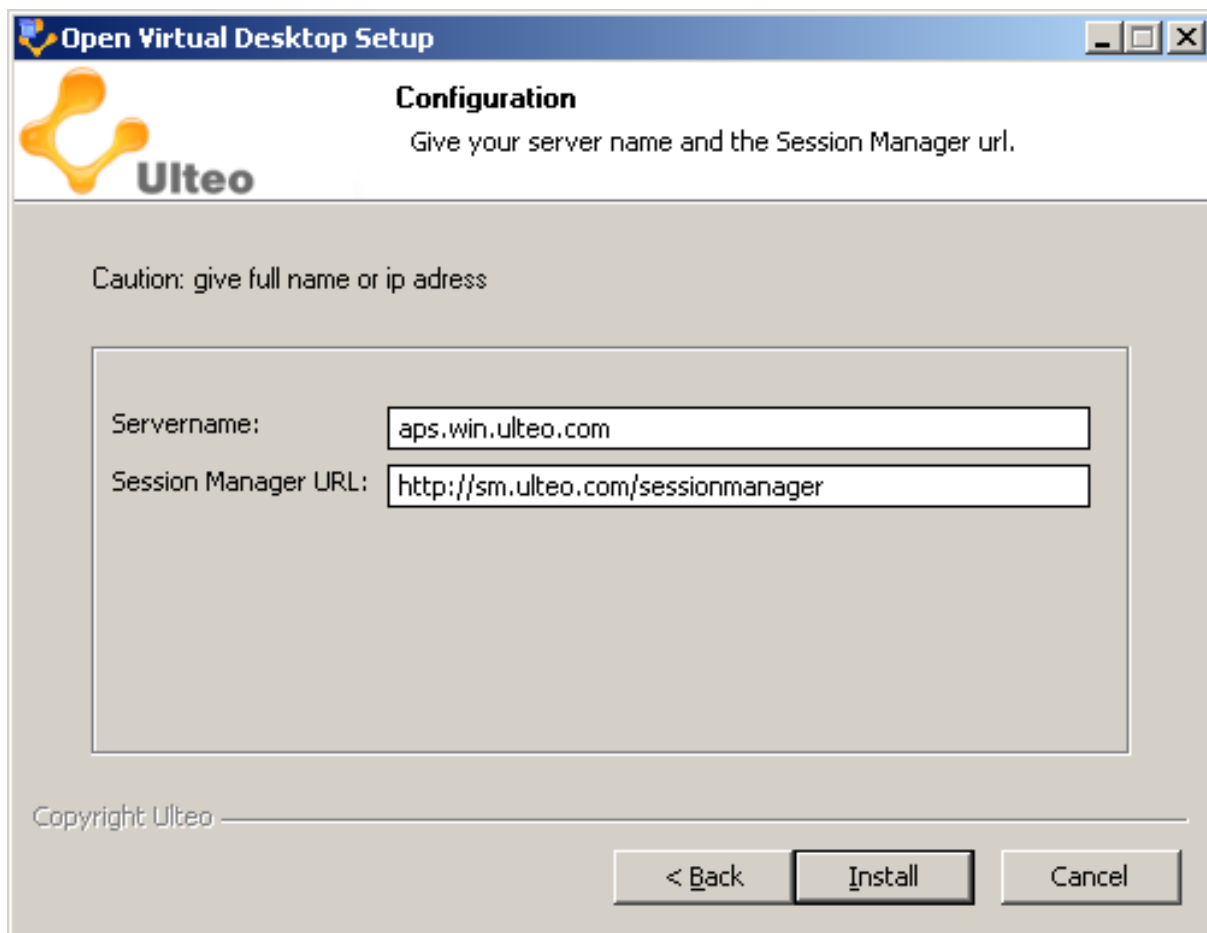 Open Virtual Desktop Setup
Configuration
Give your server name and the Session Manager url.
Ulteo
Caution: give full name or ip adress
Servername: aps.win.ulteo.com
Session Manager URL: http://sm.ulteo.com/sessionmanager
Copyright Ulteo
< Back Install Cancel